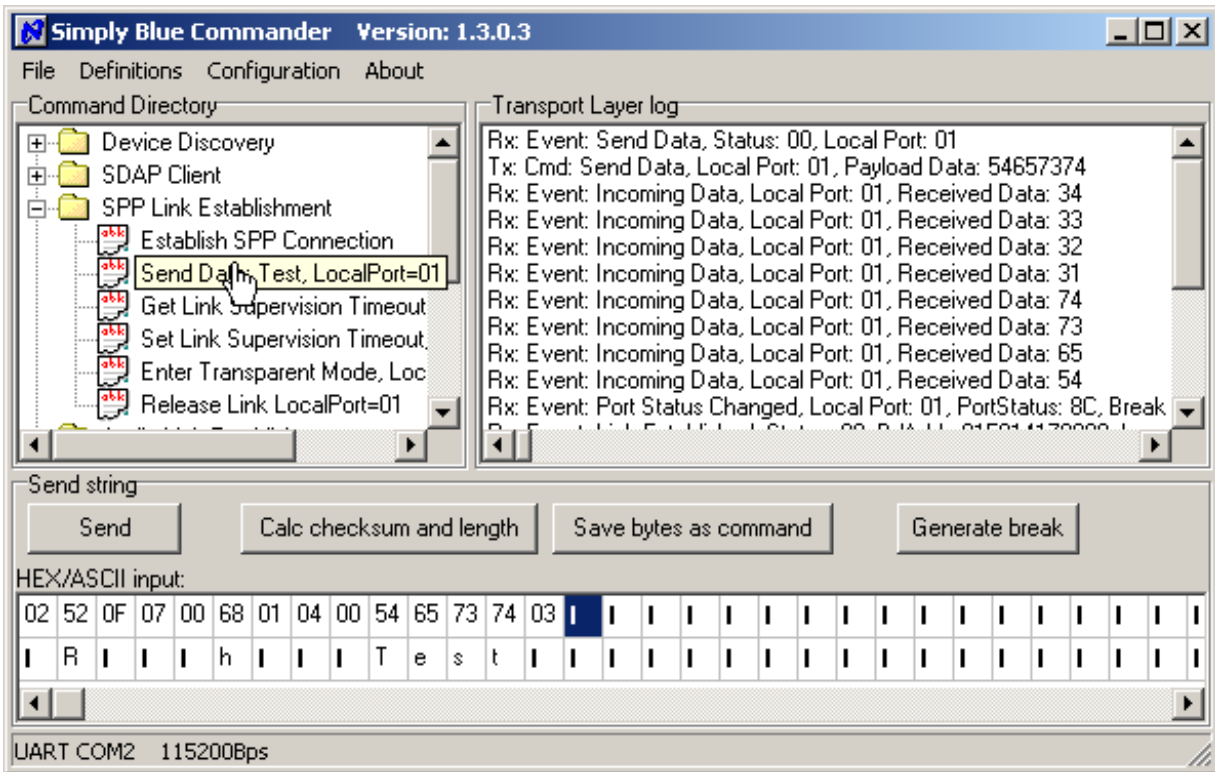 Simply Blue Commander Version: 1.3.0.3
File Definitions Configuration About
Command Directory
Device Discovery
SDAP Client
SPP Link Establishment
Establish SPP Connection
Send Data, Test, LocalPort=01
Get Link Supervision Timeout
Set Link Supervision Timeout,
Enter Transparent Mode, Loc
Release Link LocalPort=01
Transport Layer log
Rx: Event: Send Data, Status: 00, Local Port: 01
Tx: Cmd: Send Data, Local Port: 01, Payload Data: 54657374
Rx: Event: Incoming Data, Local Port: 01, Received Data: 34
Rx: Event: Incoming Data, Local Port: 01, Received Data: 33
Rx: Event: Incoming Data, Local Port: 01, Received Data: 32
Rx: Event: Incoming Data, Local Port: 01, Received Data: 31
Rx: Event: Incoming Data, Local Port: 01, Received Data: 74
Rx: Event: Incoming Data, Local Port: 01, Received Data: 73
Rx: Event: Incoming Data, Local Port: 01, Received Data: 65
Rx: Event: Incoming Data, Local Port: 01, Received Data: 54
Rx: Event: Port Status Changed, Local Port: 01, PortStatus: 8C, Break
Send string
Send Calc checksum and length Save bytes as command Generate break
HEX/ASCII input:
02 52 0F 07 00 68 01 04 00 54 65 73 74 03
R h T e s t
UART COM2 115200Bps